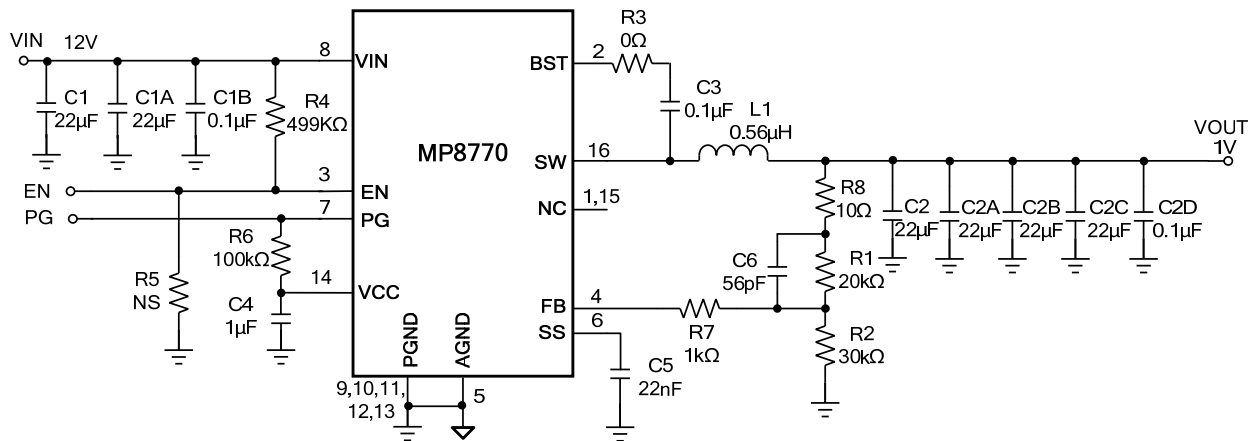 VIN
12V
C1
22µF
C1A
22µF
C1B
0.1µF
R4
499KΩ
EN
PG
R5
NS
R6
100kΩ
C4
1µF
8
VIN
3
EN
7
PG
14
VCC
MP8770
PGND
AGND
9,10,11,
12,13
5
BST
2
SW
16
NC
1,15
FB
4
SS
6
R3
0Ω
C3
0.1µF
L1
0.56µH
R8
10Ω
C6
56pF
R1
20kΩ
R7
1kΩ
R2
30kΩ
C5
22nF
C2
22µF
C2A
22µF
C2B
22µF
C2C
22µF
C2D
0.1µF
VOUT
1V